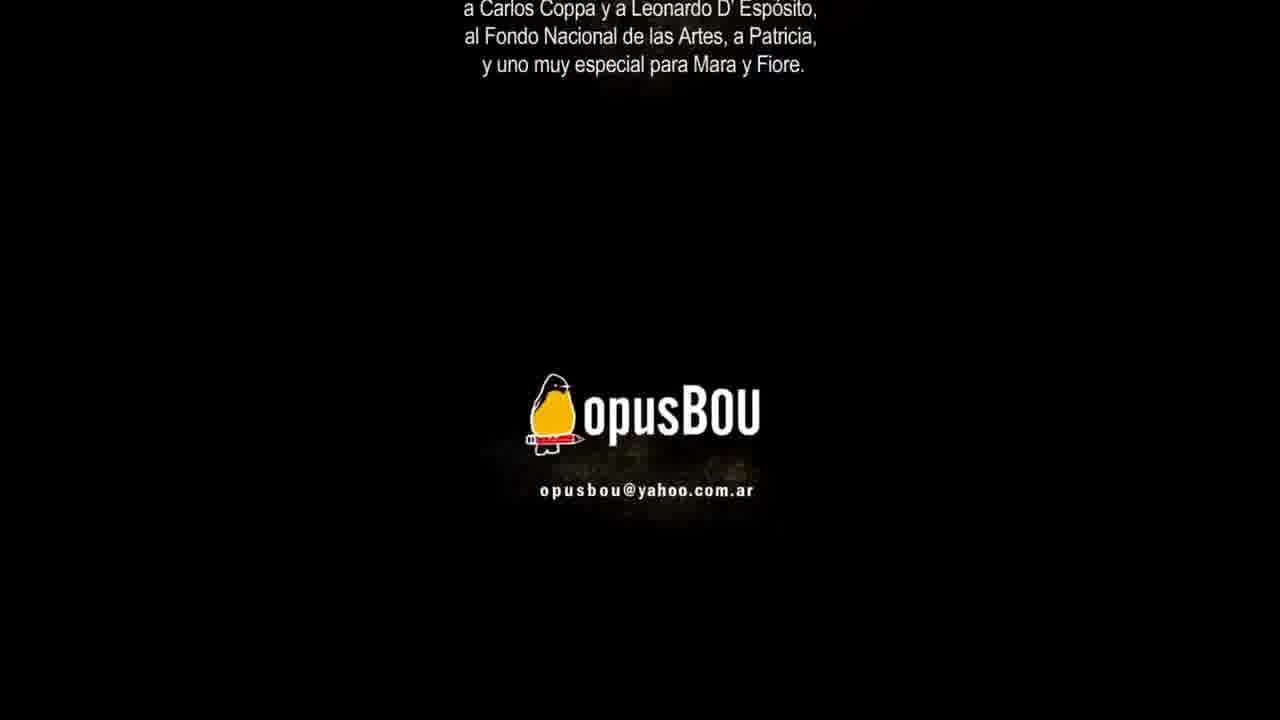 a Carlos Coppa y a Leonardo D' Espósito,
al Fondo Nacional de las Artes, a Patricia,
y uno muy especial para Mara y Fiore.
opusBOU
opusbou@yahoo.com.ar